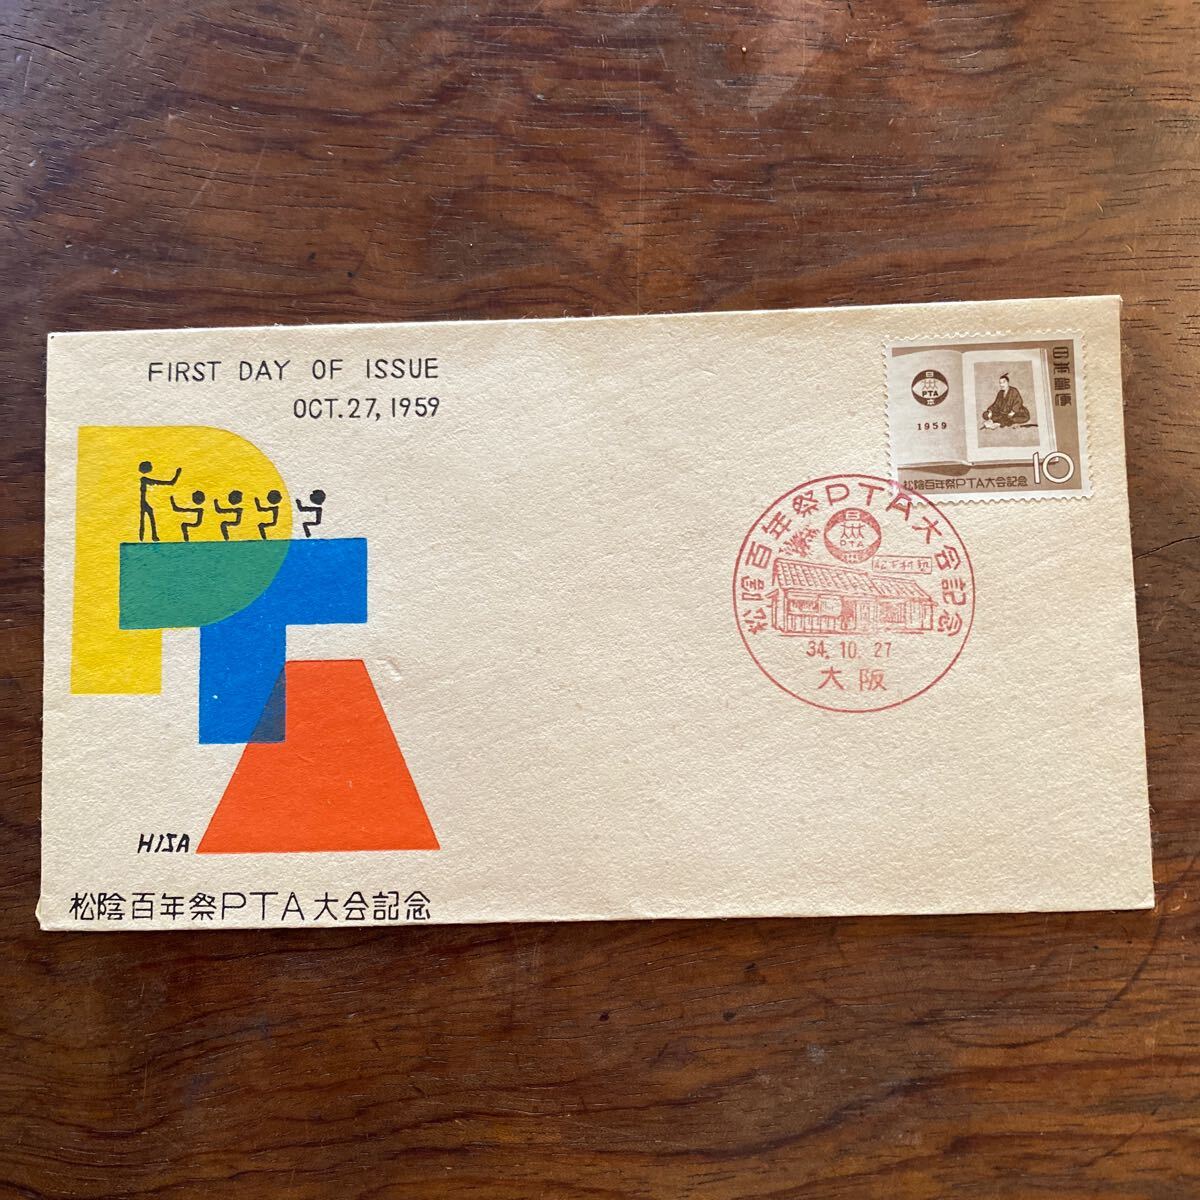 FIRST DAY OF ISSUE
OCT.27,1959
HISA
松陰百年祭PTA大会記念
日
PTA
本
1959
日本郵便
10
松陰百年祭PTA大会記念
松陰百年祭PTA大会記念
日
PTA
34.10.27
大阪